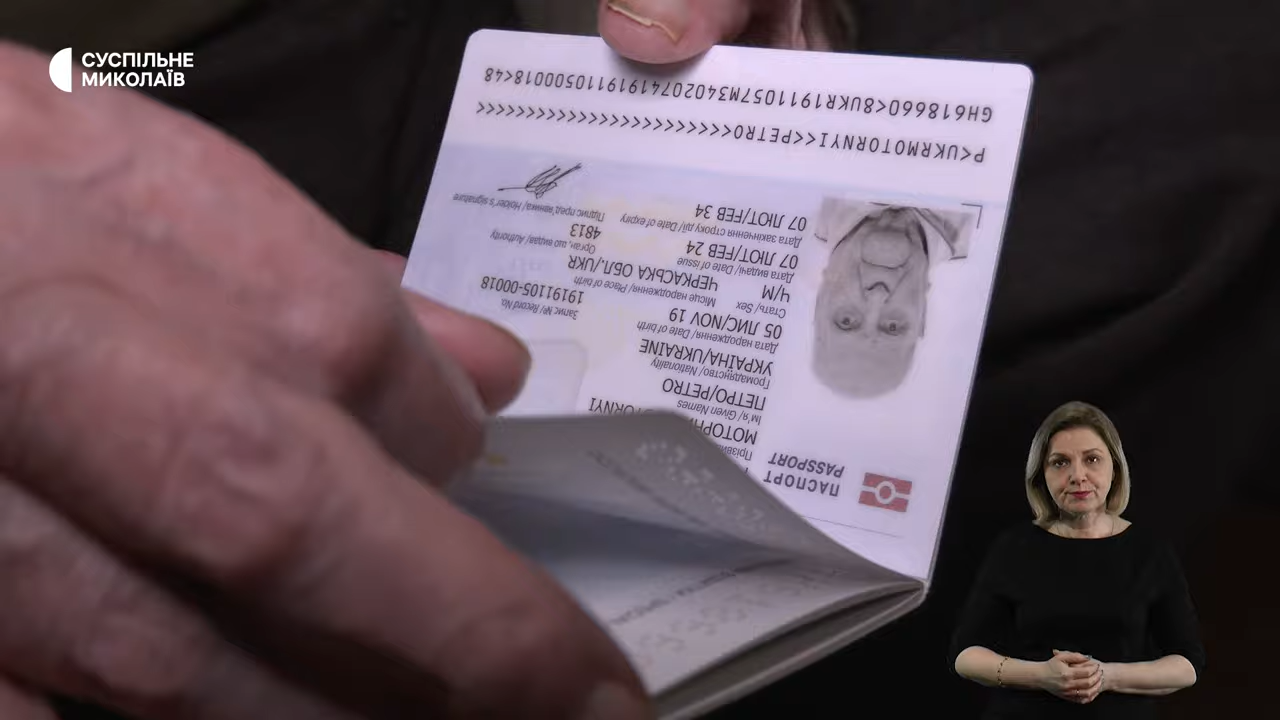 СУСПІЛЬНЕ
МИКОЛАЇВ
ПАСПОРТ
PASSPORT
Ім'я/ Given Names
ПЕТРО/PETRO
Громадянство/ Nationality
УКРАЇНА/UKRAINE
Дата народження/ Date of birth
05 ЛИС/NOV 19
Запис №/ Record No.
19191105-00018
Стать/ Sex
Ч/M
Місце народження/ Place of birth
ЧЕРКАСЬКА ОБЛ./UKR
Дата видачі/ Date of issue
07 ЛЮТ/FEB 24
Орган, що видав/ Authority
4813
Дата закінчення строку дії/ Date of expiry
07 ЛЮТ/FEB 34
Підпис пред'явника/ Holder's signature
P<UKRMOTORNYI<<PETRO<<<<<<<<<<<<<<<<<<<<<<<<
GH618660<8UKR1911057M34020741919110500018<48